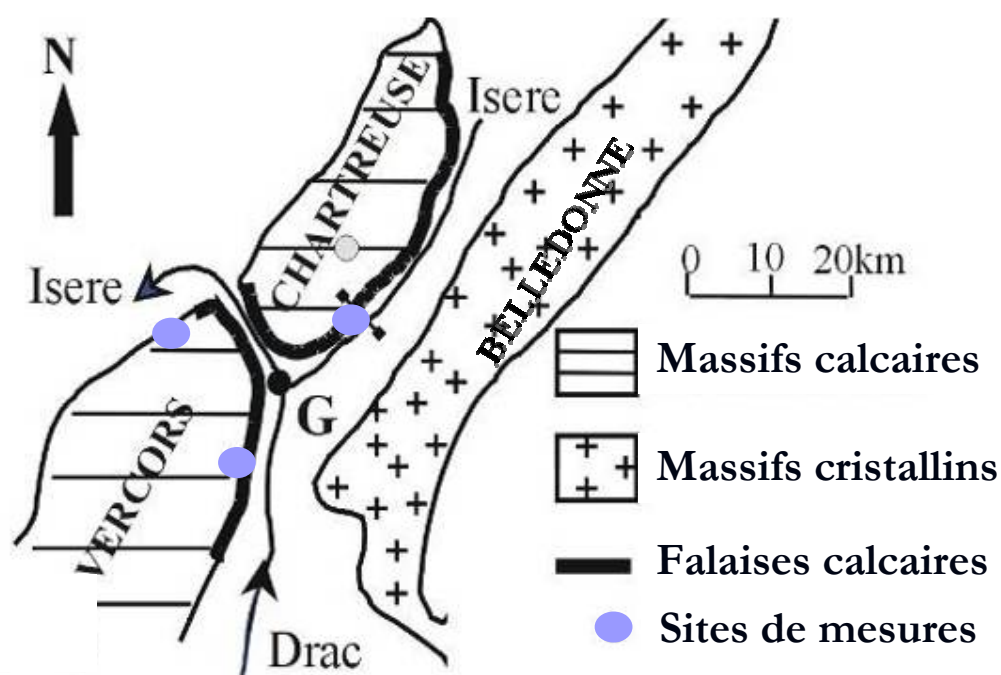 N
CHARTREUSE
Isere
BELLEDONNE
Isere
0 10 20km
Massifs calcaires
G
VERCORS
Massifs cristallins
Falaises calcaires
Sites de mesures
Drac